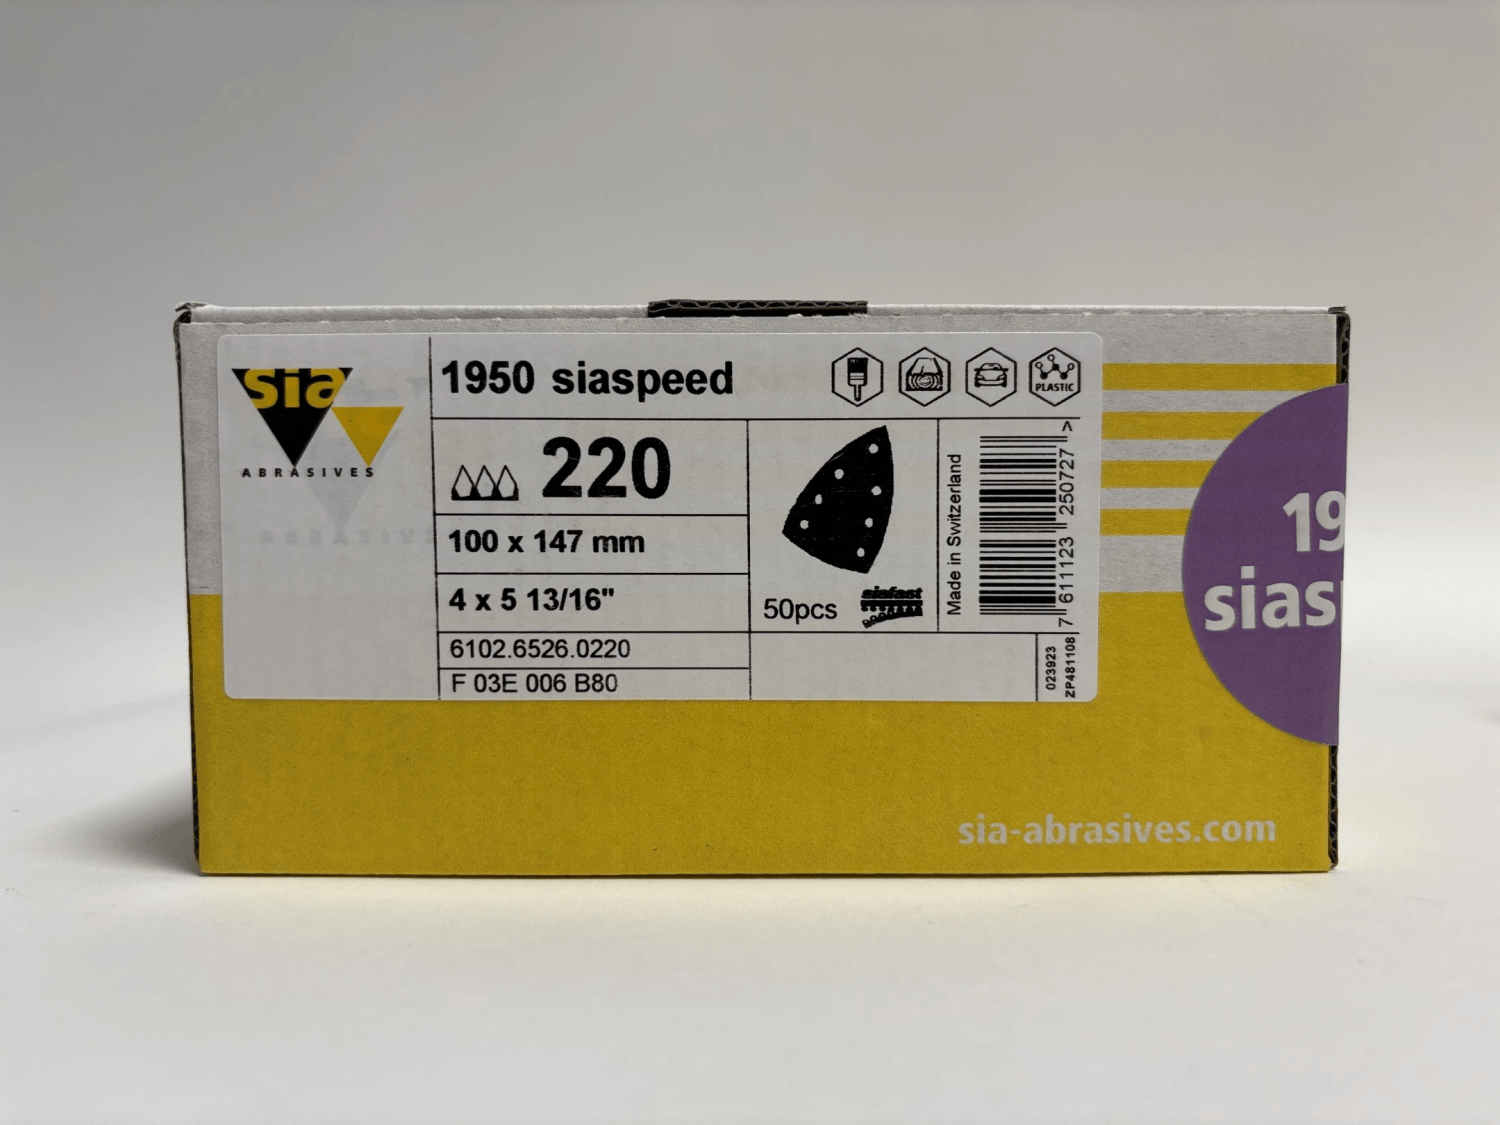 sia
ABRASIVES
1950 siaspeed
PLASTIC
220
100 x 147 mm
4 x 5 13/16"
6102.6526.0220
F 03E 006 B80
50pcs
siafast
Made in Switzerland
7 611123 250727 >
023923
ZP481108
19
sias
sia-abrasives.com